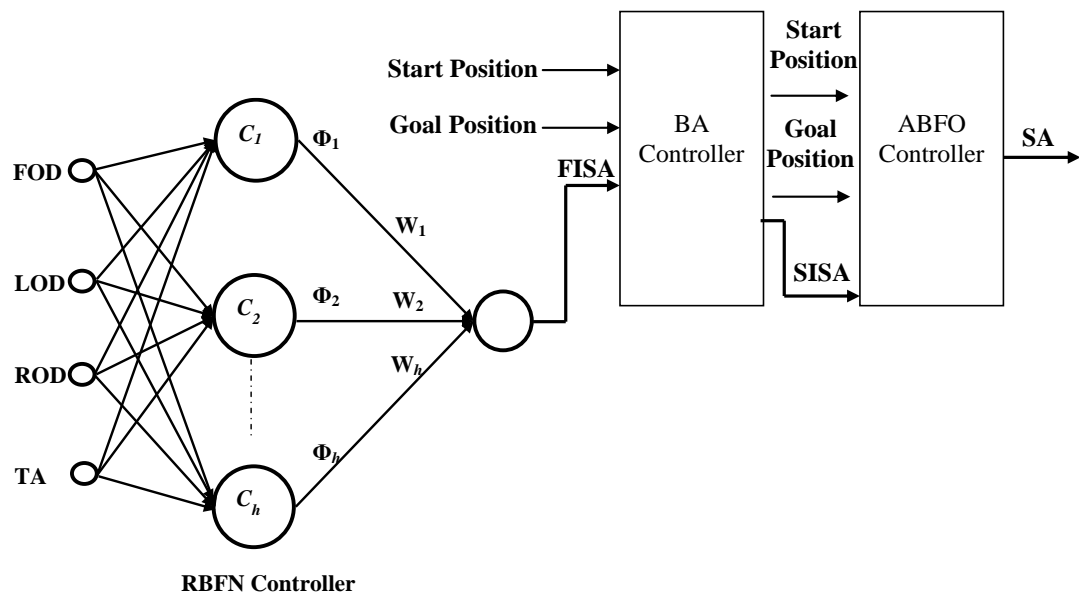 Start Position
Goal Position
FISA
BA
Controller
Start
Position
Goal
Position
SISA
ABFO
Controller
SA
FOD
LOD
ROD
TA
C1
C2
Ch
Φ1
Φ2
Φh
W1
W2
Wh
RBFN Controller